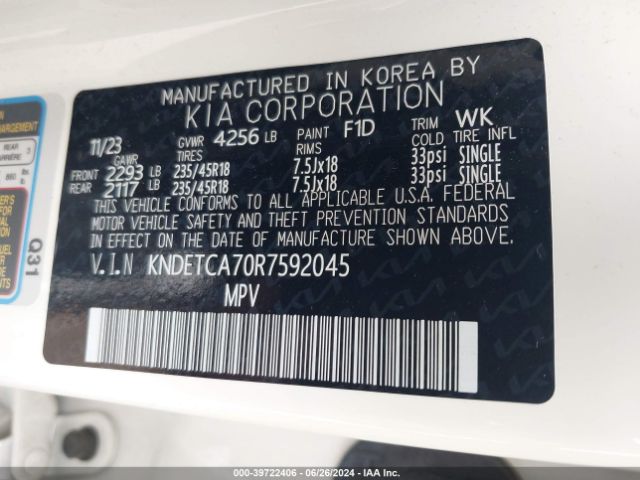 MANUFACTURED IN KOREA BY
KIA CORPORATION
11/23 GVWR 4256 LB PAINT F1D TRIM WK
GAWR TIRES RIMS COLD TIRE INFL
FRONT 2293 LB 235/45R18 7.5Jx18 33psi SINGLE
REAR 2117 LB 235/45R18 7.5Jx18 33psi SINGLE
THIS VEHICLE CONFORMS TO ALL APPLICABLE U.S.A. FEDERAL
MOTOR VEHICLE SAFETY AND THEFT PREVENTION STANDARDS
IN EFFECT ON THE DATE OF MANUFACTURE SHOWN ABOVE.
V.I.N KNDETCA70R7592045
MPV
Q31
© IAA-39722406 - 06/26/2024 - IAA Inc.